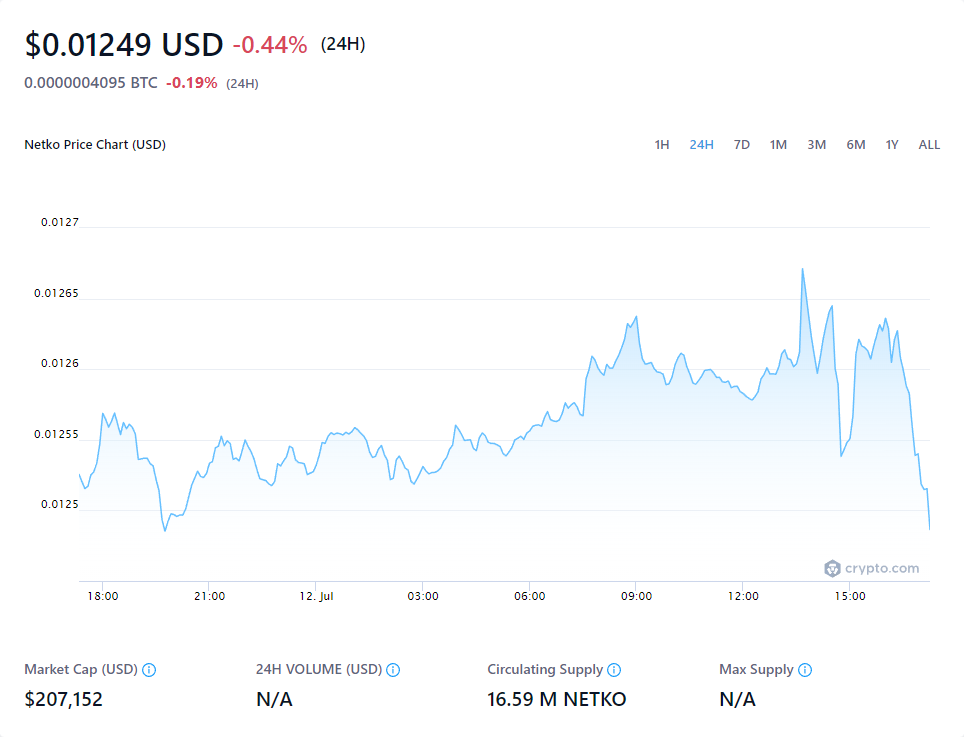 $0.01249 USD -0.44% (24H)
0.0000004095 BTC -0.19% (24H)
Netko Price Chart (USD) 1H 24H 7D 1M 3M 6M 1Y ALL
0.0127
0.01265
0.0126
0.01255
0.0125
crypto.com
18:00 21:00 12. Jul 03:00 06:00 09:00 12:00 15:00
Market Cap (USD) 24H VOLUME (USD) Circulating Supply Max Supply
$207,152 N/A 16.59 M NETKO N/A